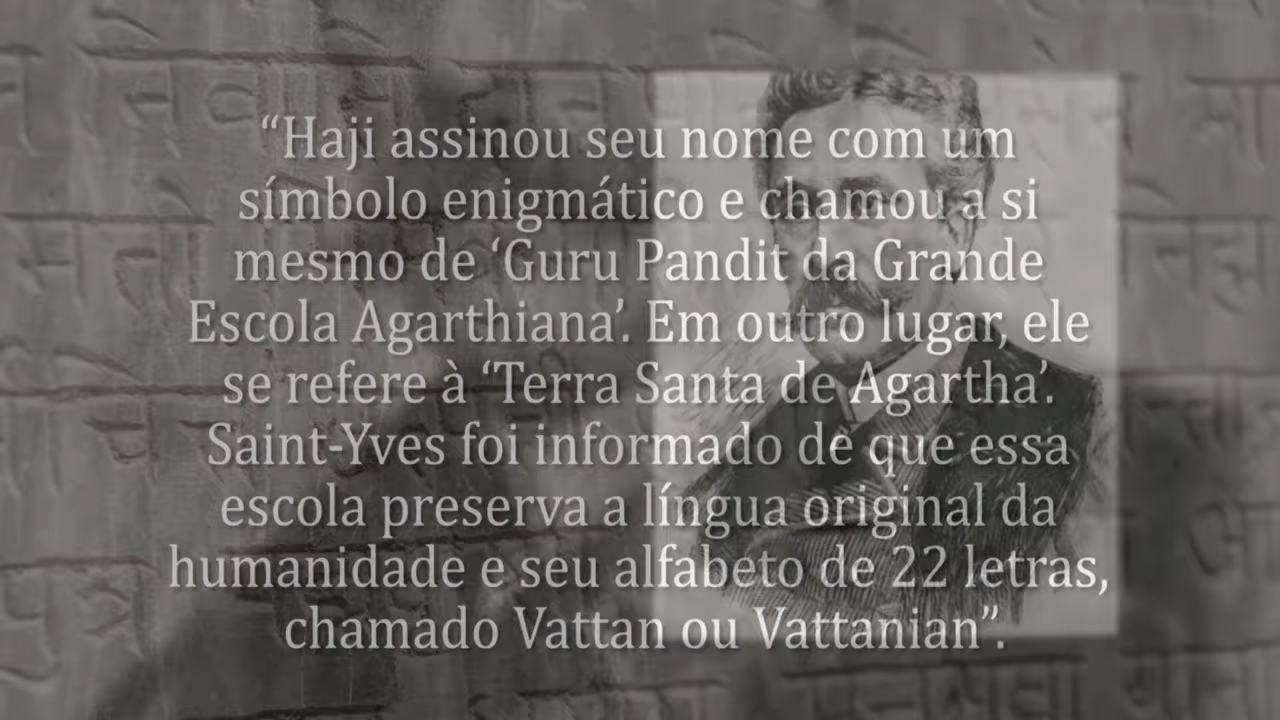 “Haji assinou seu nome com um
símbolo enigmático e chamou a si
mesmo de ‘Guru Pandit da Grande
Escola Agarthiana’. Em outro lugar, ele
se refere à ‘Terra Santa de Agartha’.
Saint-Yves foi informado de que essa
escola preserva a língua original da
humanidade e seu alfabeto de 22 letras,
chamado Vattan ou Vattanian”.